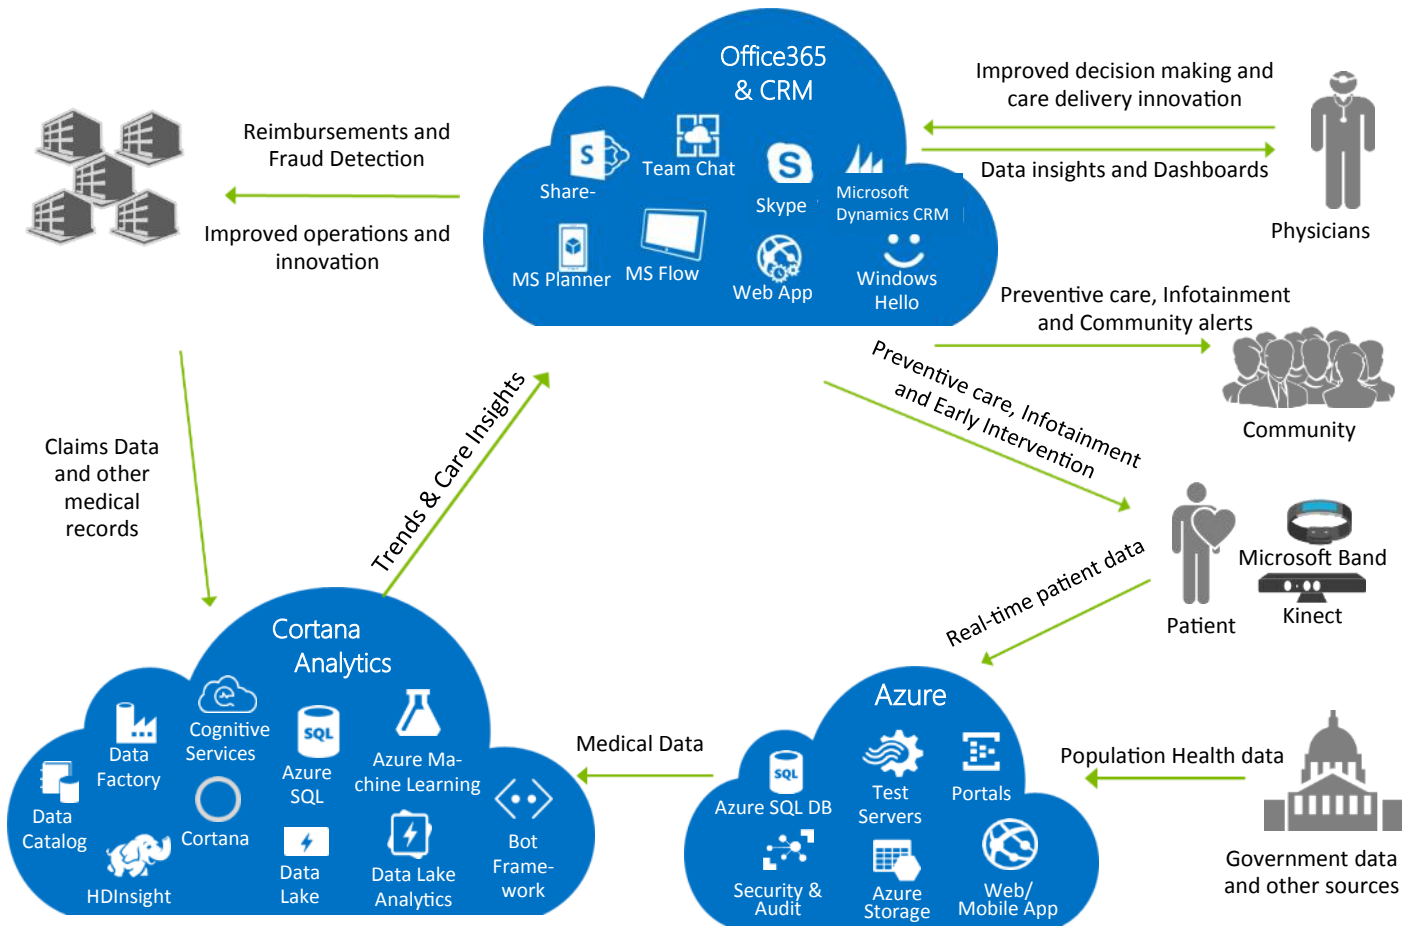 Office365
& CRM
Share-
Team Chat
Skype
Microsoft
Dynamics CRM
MS Planner
MS Flow
Web App
Windows
Hello
Reimbursements and
Fraud Detection
Improved operations and
innovation
Improved decision making and
care delivery innovation
Data insights and Dashboards
Physicians
Preventive care, Infotainment
and Community alerts
Community
Preventive care, Infotainment
and Early Intervention
Claims Data
and other
medical
records
Trends & Care Insights
Microsoft Band
Kinect
Patient
Real-time patient data
Cortana
Analytics
Cognitive
Services
Data
Factory
Azure
SQL
Azure Ma-
chine Learning
Data
Catalog
Cortana
HDInsight
Data
Lake
Data Lake
Analytics
Bot
Frame-
work
Medical Data
Azure
SQL
SQL
Azure SQL DB
Test
Servers
Portals
Security &
Audit
Azure
Storage
Web/
Mobile App
Population Health data
Government data
and other sources